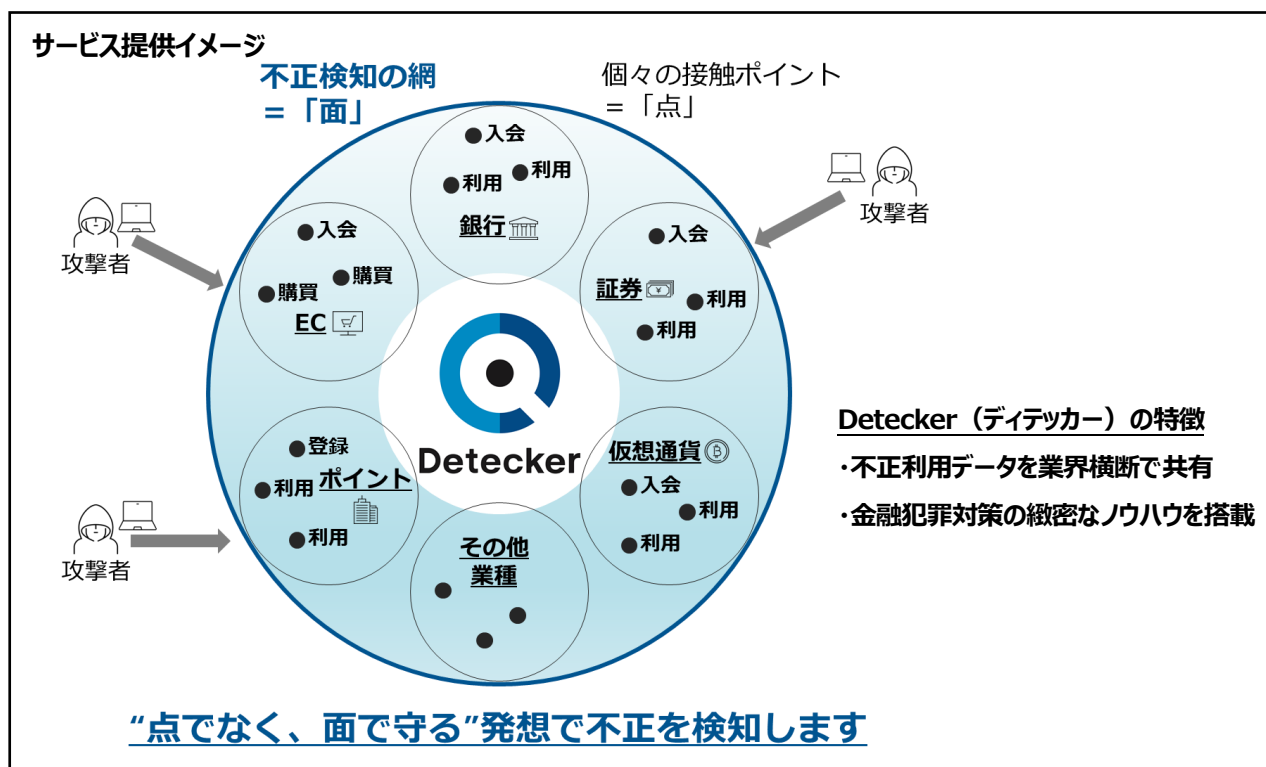 サービス提供イメージ
不正検知の網
=「面」
個々の接触ポイント
=「点」
入会
利用
利用
銀行
攻撃者
入会
購買
購買
EC
攻撃者
入会
証券
利用
利用
Detecker
登録
利用
ポイント
利用
攻撃者
仮想通貨
入会
利用
利用
その他
業種
Detecker（ディテッカー）の特徴
・不正利用データを業界横断で共有
・金融犯罪対策の緻密なノウハウを搭載
“点でなく、面で守る”発想で不正を検知します